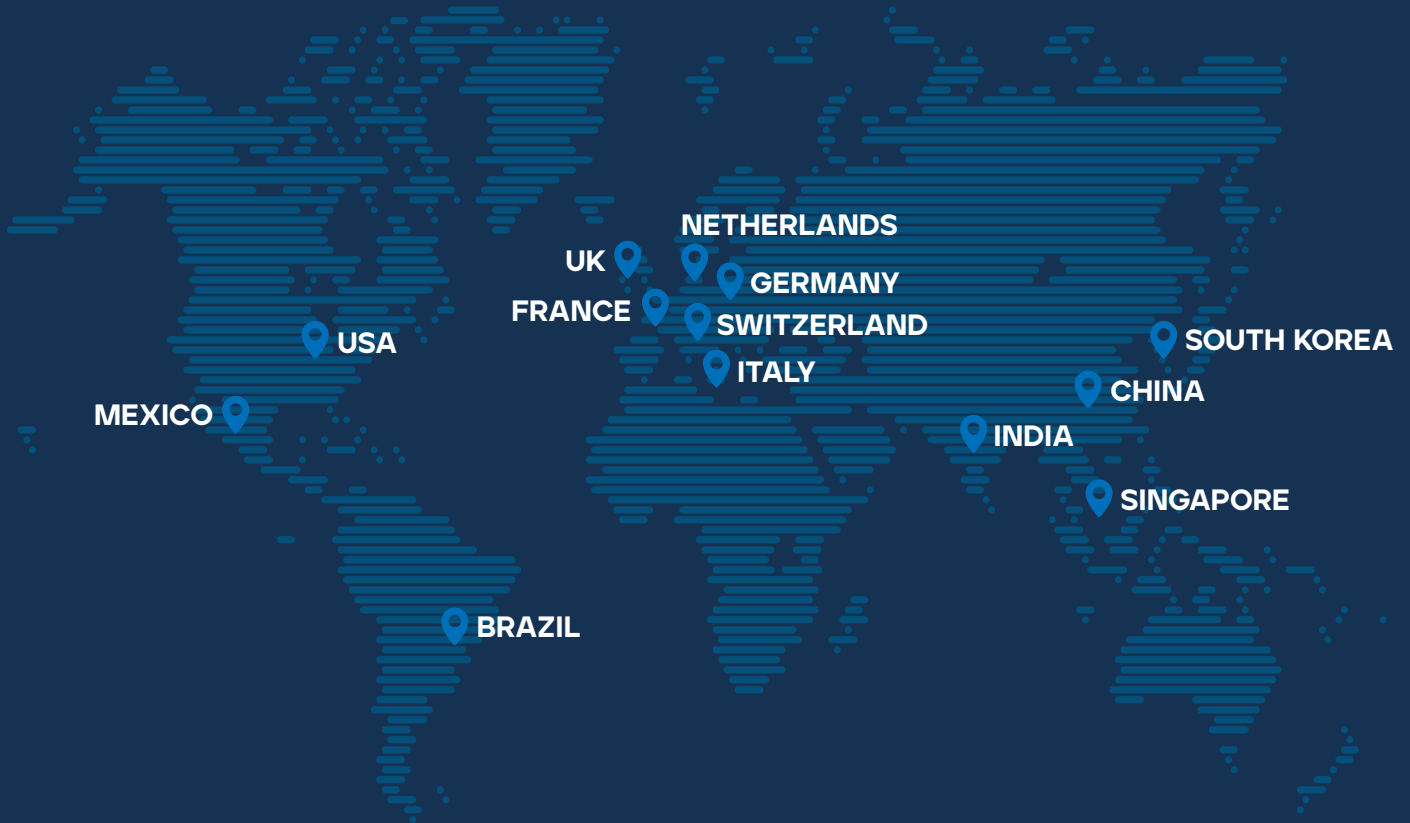 NETHERLANDS
UK
GERMANY
FRANCE
SWITZERLAND
USA
SOUTH KOREA
ITALY
CHINA
MEXICO
INDIA
SINGAPORE
BRAZIL